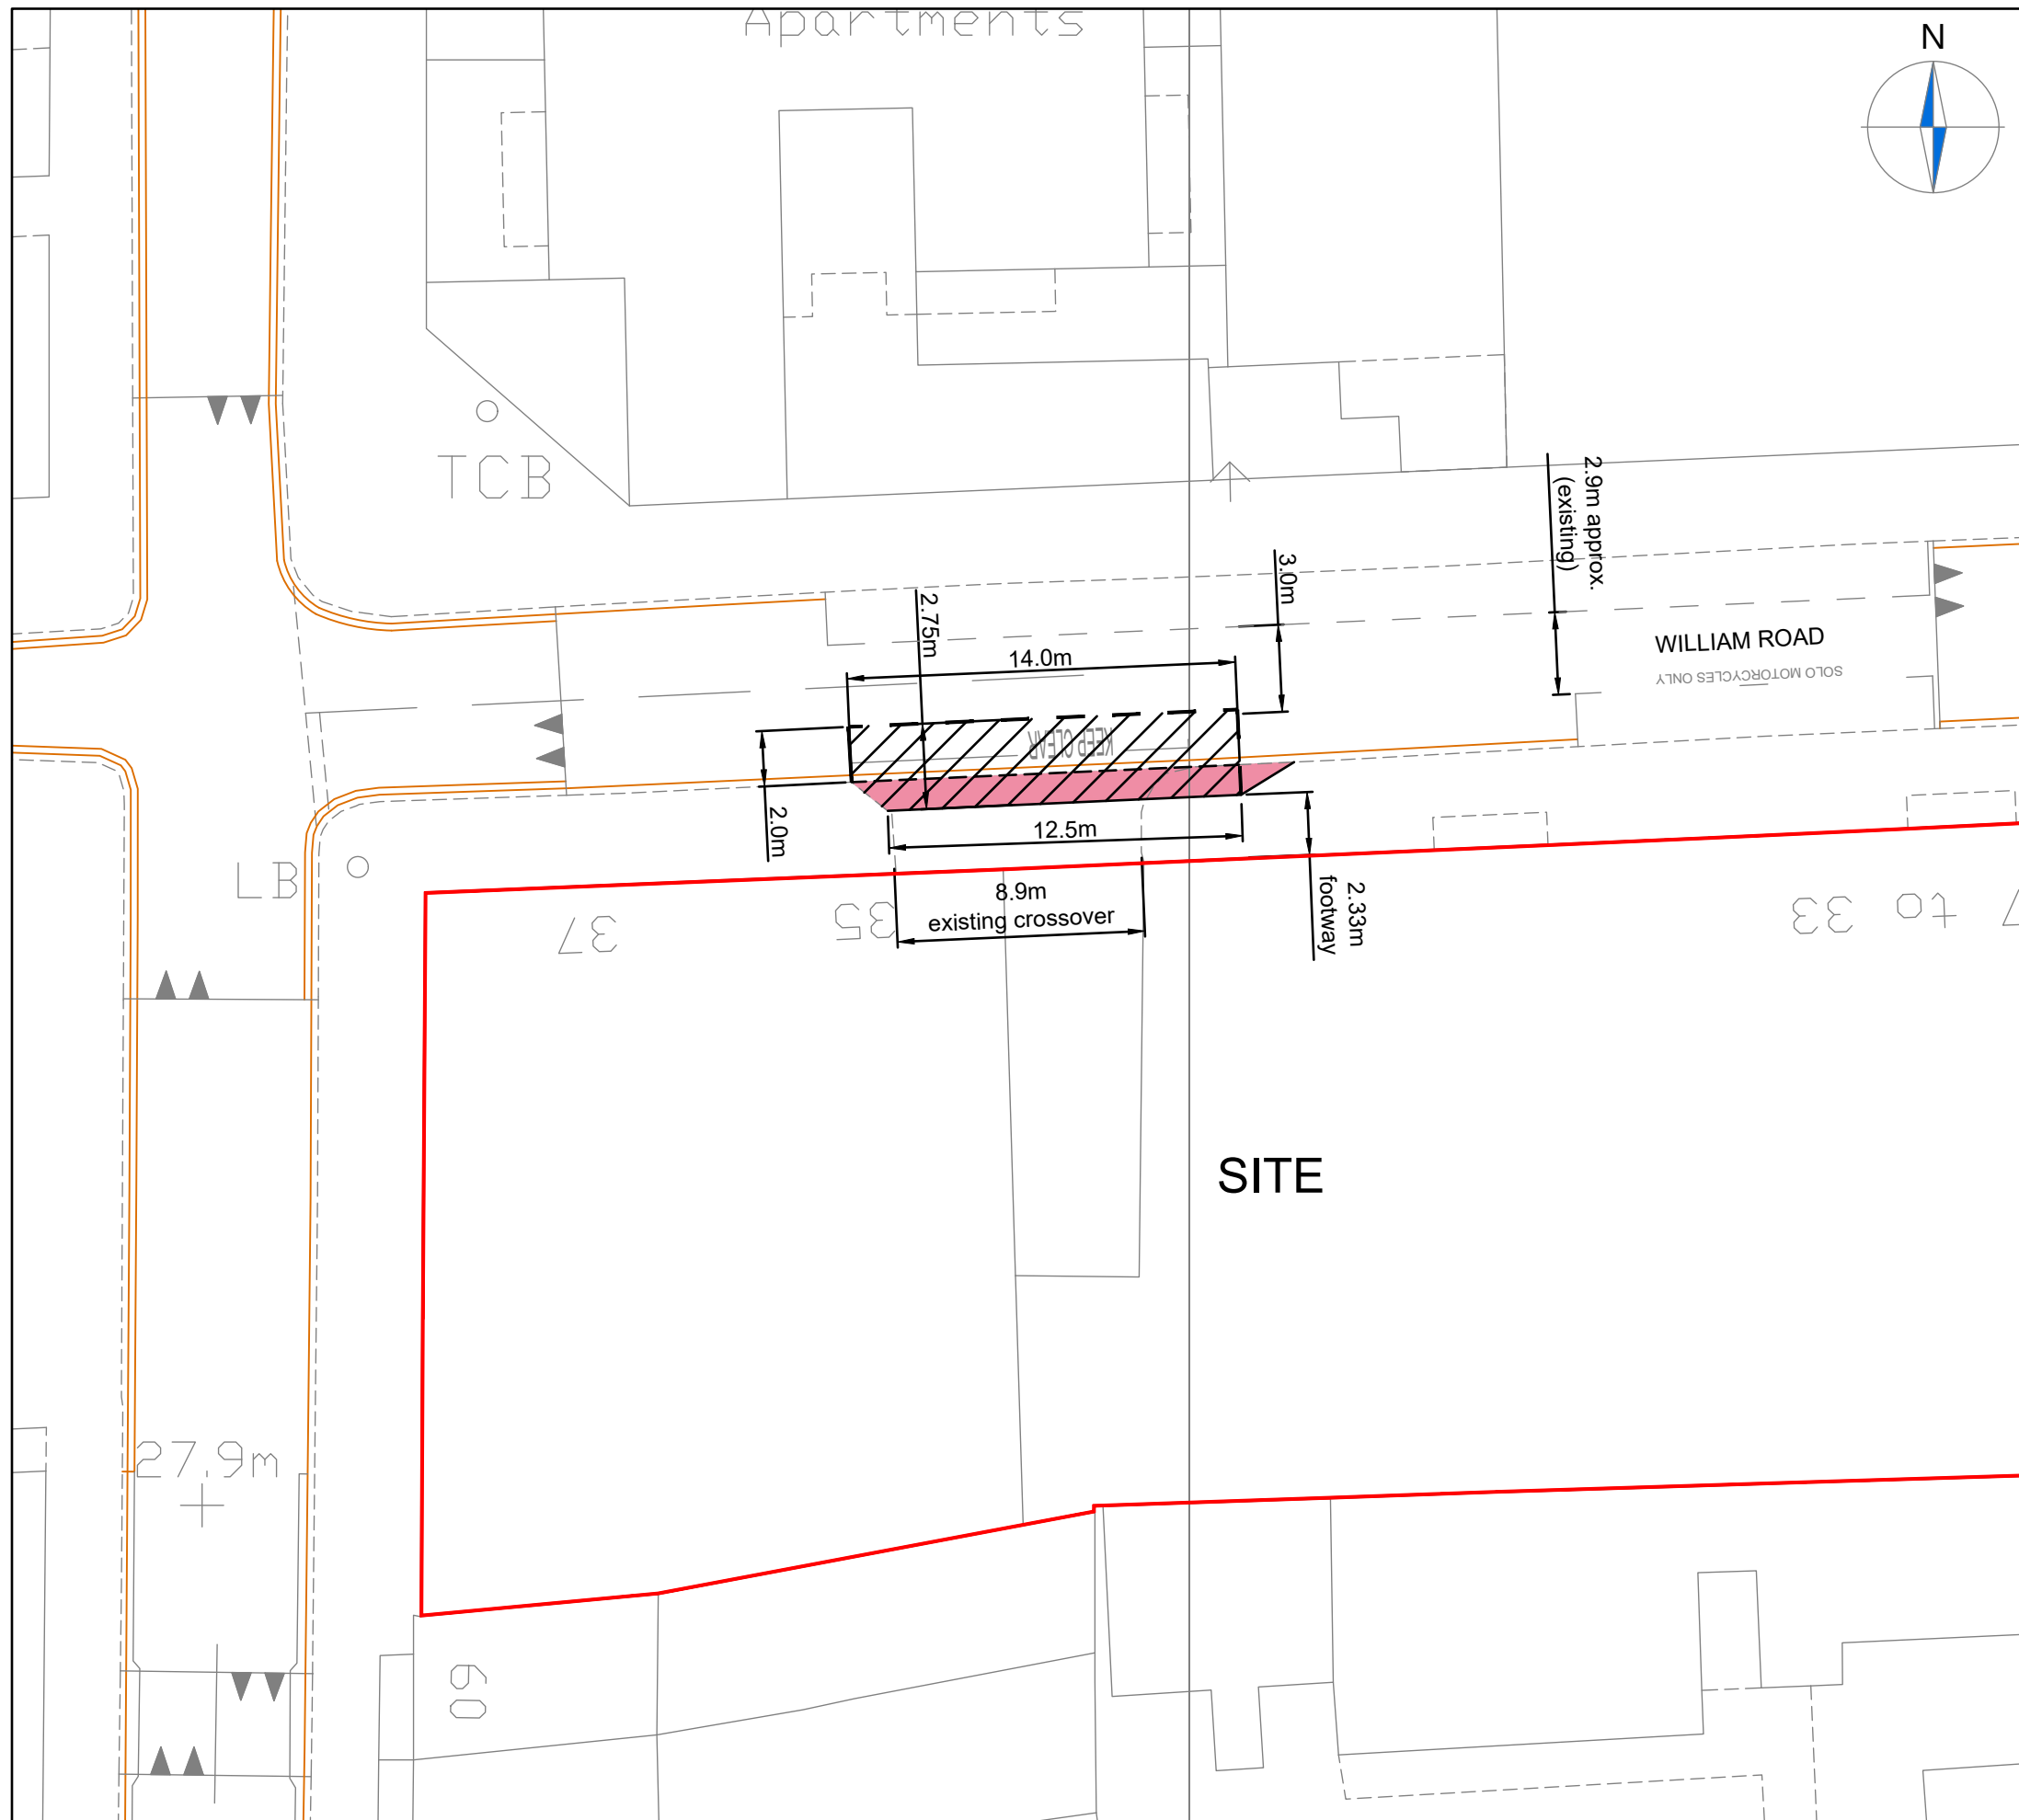 Apartments
N
TCB
2.9m approx.
(existing)
3.0m
2.75m
14.0m
WILLIAM ROAD
SOLO MOTORCYCLES ONLY
KEEP CLEAR
2.0m
12.5m
LB
8.9m
existing crossover
2.33m
footway
37
35
7 to 33
SITE
27.9m
60